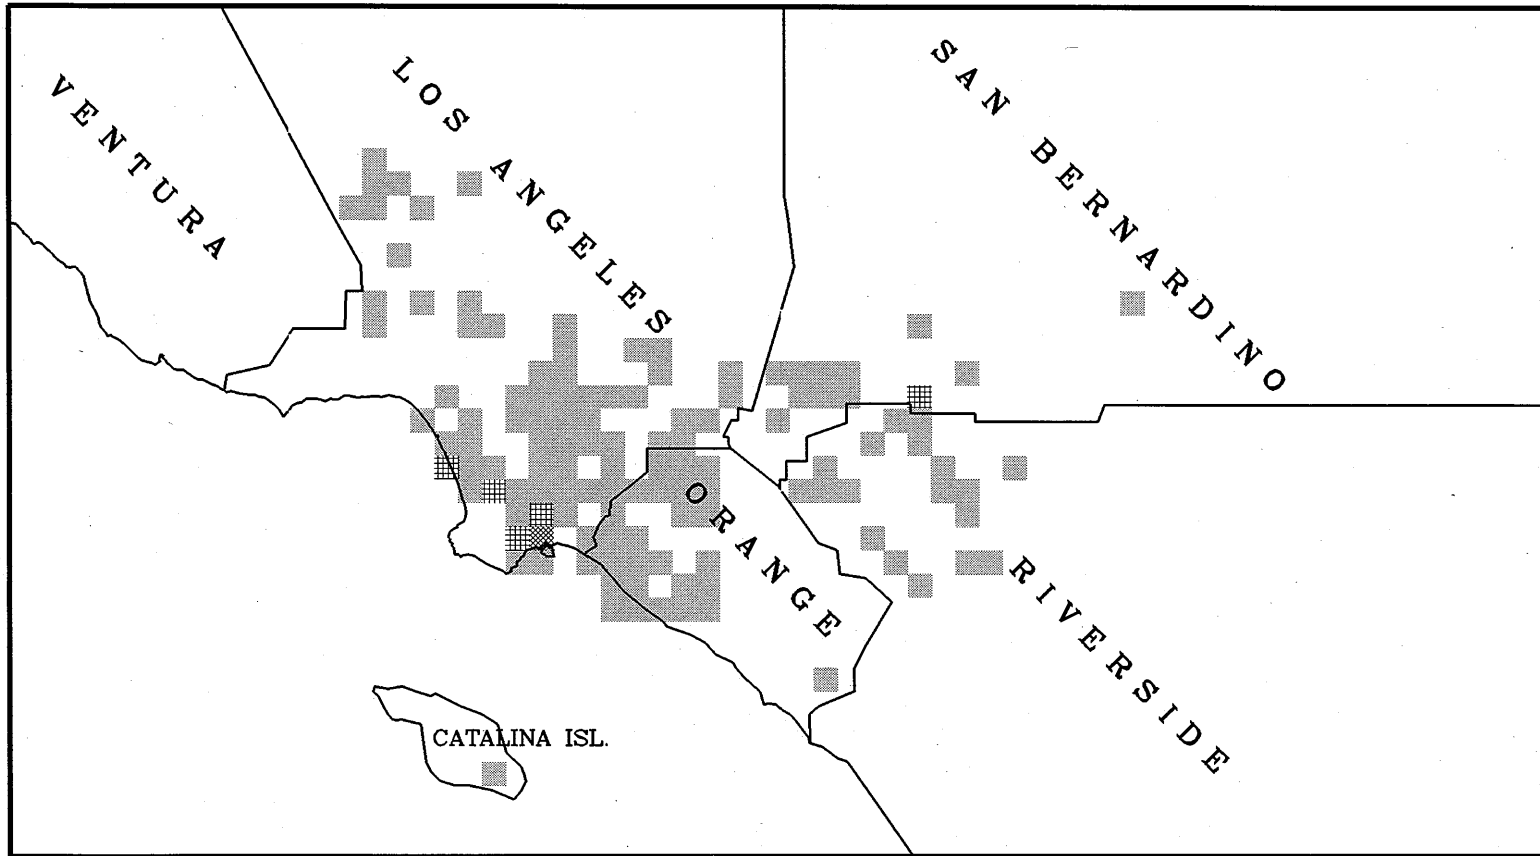 VENTURA
LOS ANGELES
SAN BERNARDINO
ORANGE
RIVERSIDE
CATALINA ISL.